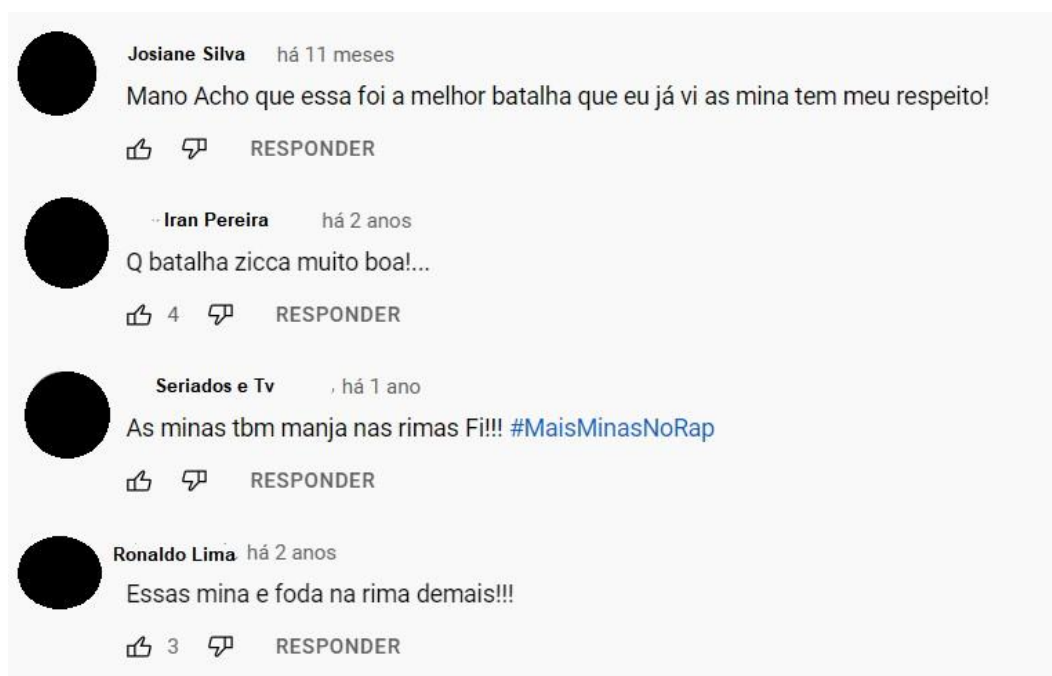 Josiane Silva há 11 meses
Mano Acho que essa foi a melhor batalha que eu já vi as mina tem meu respeito!
RESPONDER
Iran Pereira há 2 anos
Q batalha zicca muito boa!...
4 RESPONDER
Seriados e Tv há 1 ano
As minas tbm manja nas rimas Fi!!! #MaisMinasNoRap
RESPONDER
Ronaldo Lima há 2 anos
Essas mina e foda na rima demais!!!
3 RESPONDER